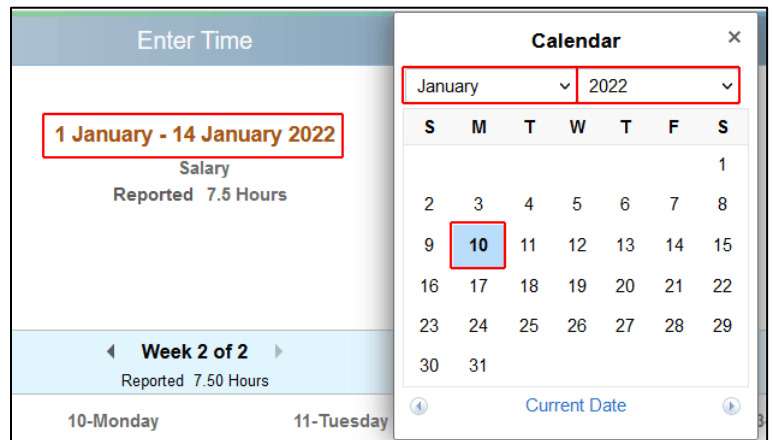 Enter Time
1 January - 14 January 2022
Salary
Reported 7.5 Hours
Week 2 of 2
Reported 7.50 Hours
10-Monday 11-Tuesday
Calendar ×
January 2022
S M T W T F S
1
2 3 4 5 6 7 8
9 10 11 12 13 14 15
16 17 18 19 20 21 22
23 24 25 26 27 28 29
30 31
Current Date